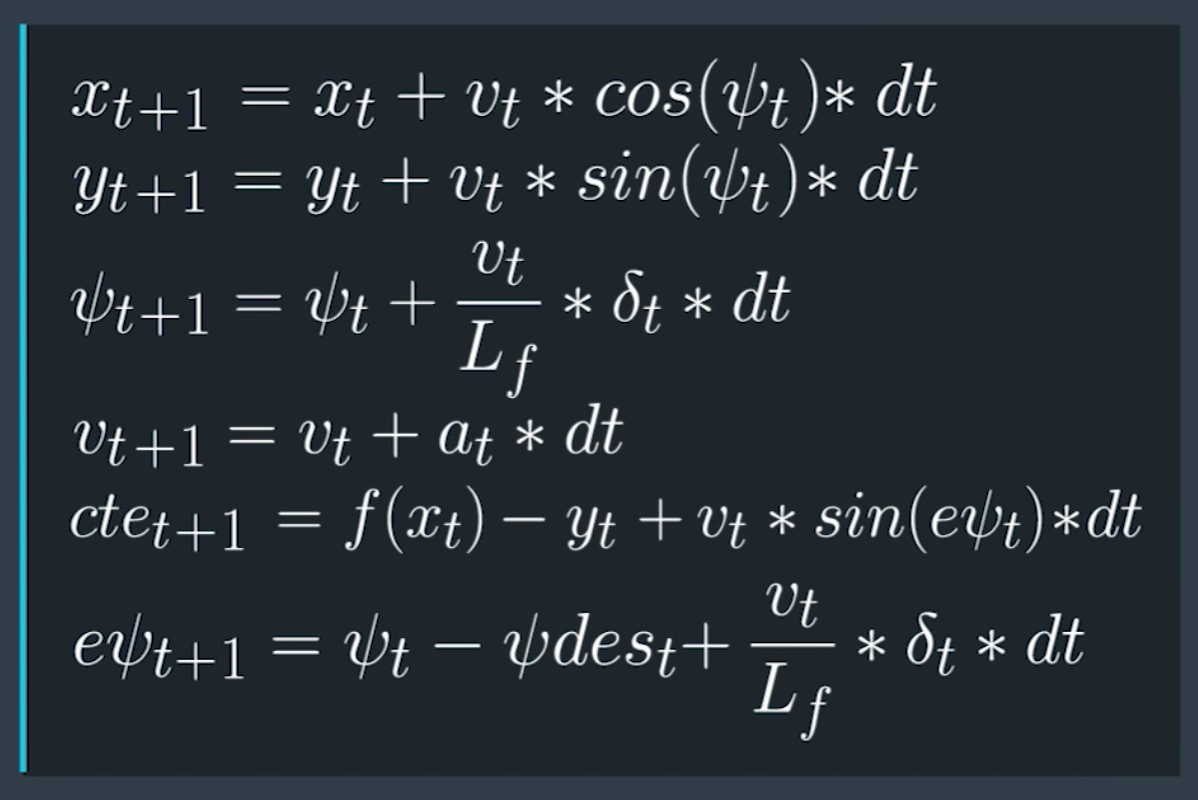 x_{t+1} = x_t + v_t * cos(ψ_t)* dt
y_{t+1} = y_t + v_t * sin(ψ_t)* dt
ψ_{t+1} = ψ_t + \frac{v_t}{L_f} * δ_t * dt
v_{t+1} = v_t + a_t * dt
cte_{t+1} = f(x_t) − y_t + v_t * sin(eψ_t)*dt
eψ_{t+1} = ψ_t − ψdes_t+ \frac{v_t}{L_f} * δ_t * dt